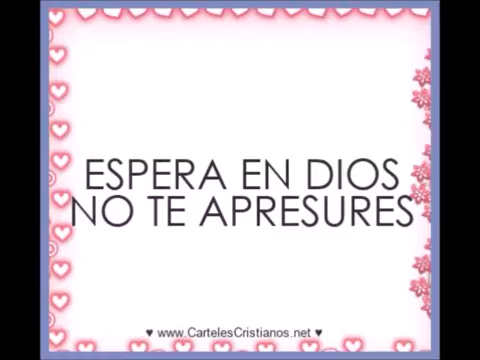 ESPERA EN DIOS
NO TE APRESURES
♥ www.CartelesCristianos.net ♥